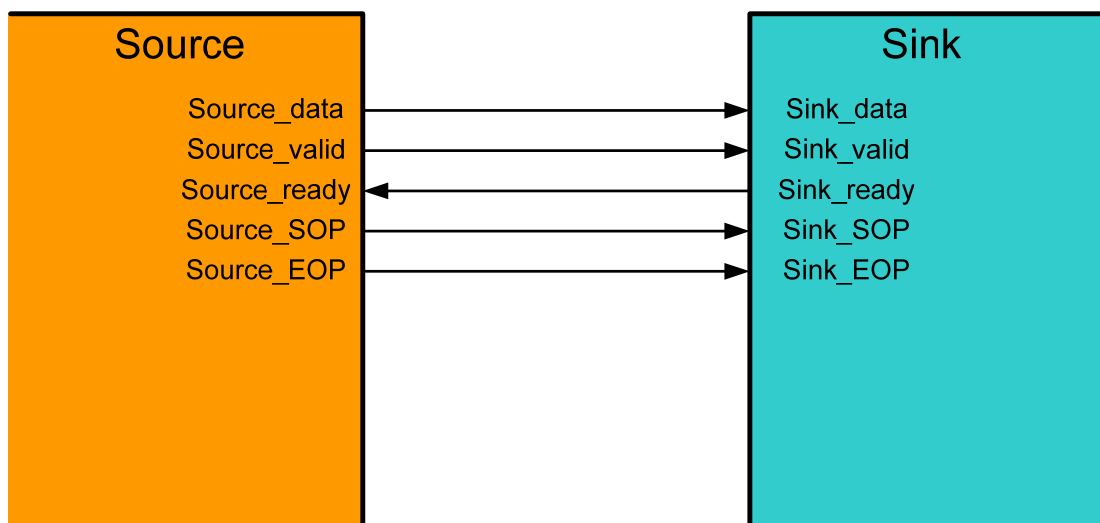 Source
Sink
Source_data
Sink_data
Source_valid
Sink_valid
Source_ready
Sink_ready
Source_SOP
Sink_SOP
Source_EOP
Sink_EOP